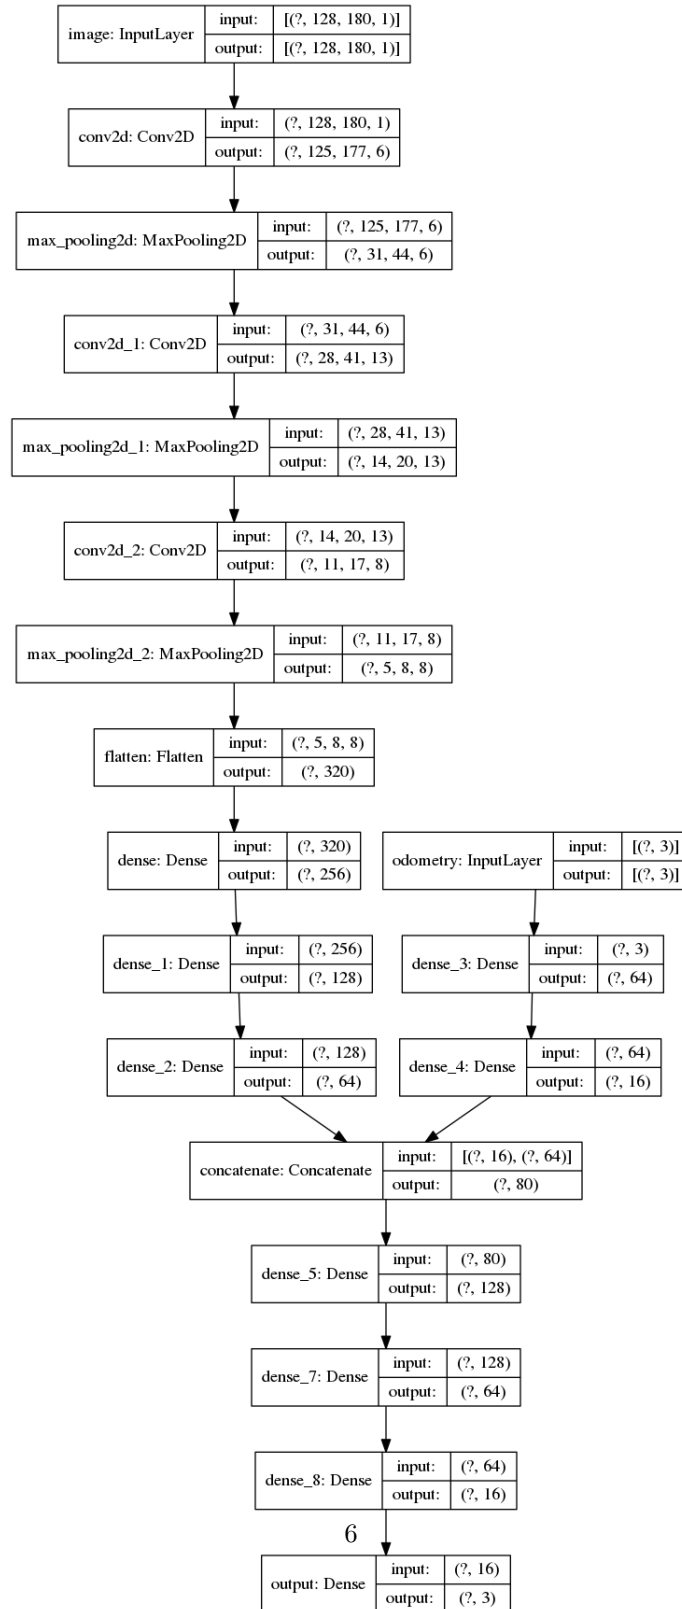 image: InputLayer input: [(?, 128, 180, 1)]
output: [(?, 128, 180, 1)]
conv2d: Conv2D input: (?, 128, 180, 1)
output: (?, 125, 177, 6)
max_pooling2d: MaxPooling2D input: (?, 125, 177, 6)
output: (?, 31, 44, 6)
conv2d_1: Conv2D input: (?, 31, 44, 6)
output: (?, 28, 41, 13)
max_pooling2d_1: MaxPooling2D input: (?, 28, 41, 13)
output: (?, 14, 20, 13)
conv2d_2: Conv2D input: (?, 14, 20, 13)
output: (?, 11, 17, 8)
max_pooling2d_2: MaxPooling2D input: (?, 11, 17, 8)
output: (?, 5, 8, 8)
flatten: Flatten input: (?, 5, 8, 8)
output: (?, 320)
dense: Dense input: (?, 320)
output: (?, 256)
odometry: InputLayer input: [(?, 3)]
output: [(?, 3)]
dense_1: Dense input: (?, 256)
output: (?, 128)
dense_3: Dense input: (?, 3)
output: (?, 64)
dense_2: Dense input: (?, 128)
output: (?, 64)
dense_4: Dense input: (?, 64)
output: (?, 16)
concatenate: Concatenate input: [(?, 16), (?, 64)]
output: (?, 80)
dense_5: Dense input: (?, 80)
output: (?, 128)
dense_7: Dense input: (?, 128)
output: (?, 64)
dense_8: Dense input: (?, 64)
output: (?, 16)
6
output: Dense input: (?, 16)
output: (?, 3)